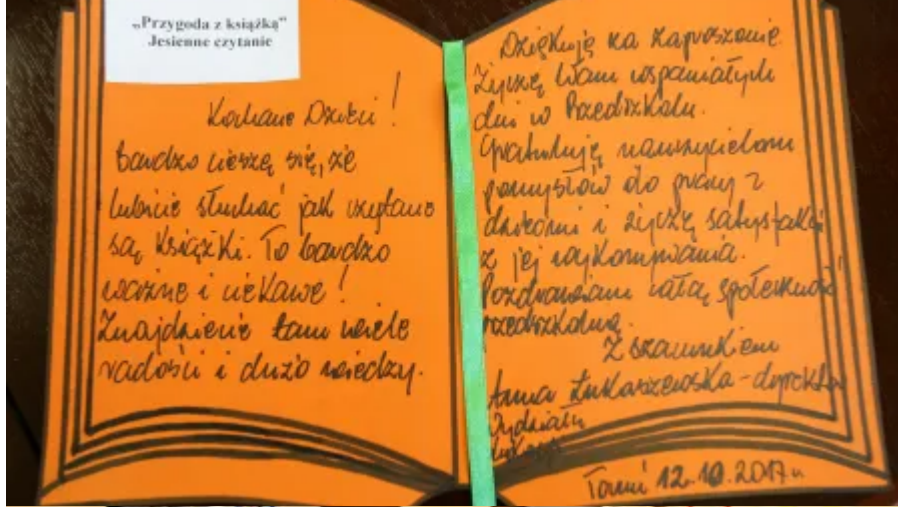 „Przygoda z książką”
Jesienne czytanie
Kochane Dzieci!
bardzo cieszę się, że
lubicie słuchać jak czytane
są książki. To bardzo
ważne i ciekawe!
Znajdziecie tam wiele
radości i dużo wiedzy.
Dziękuję za zaproszenie.
Życzę Wam wspaniałych
dni w Przedszkolu.
Gratuluję nauczycielom
pomysłów do pracy z
dziećmi i życzę satysfakcji
z jej wykonywania.
Pozdrawiam całą społeczność
przedszkolną.
Z szacunkiem
Anna Łukaszewska - dyrektor
Wydziału
Edukacji
Toruń 12.10.2017 r.